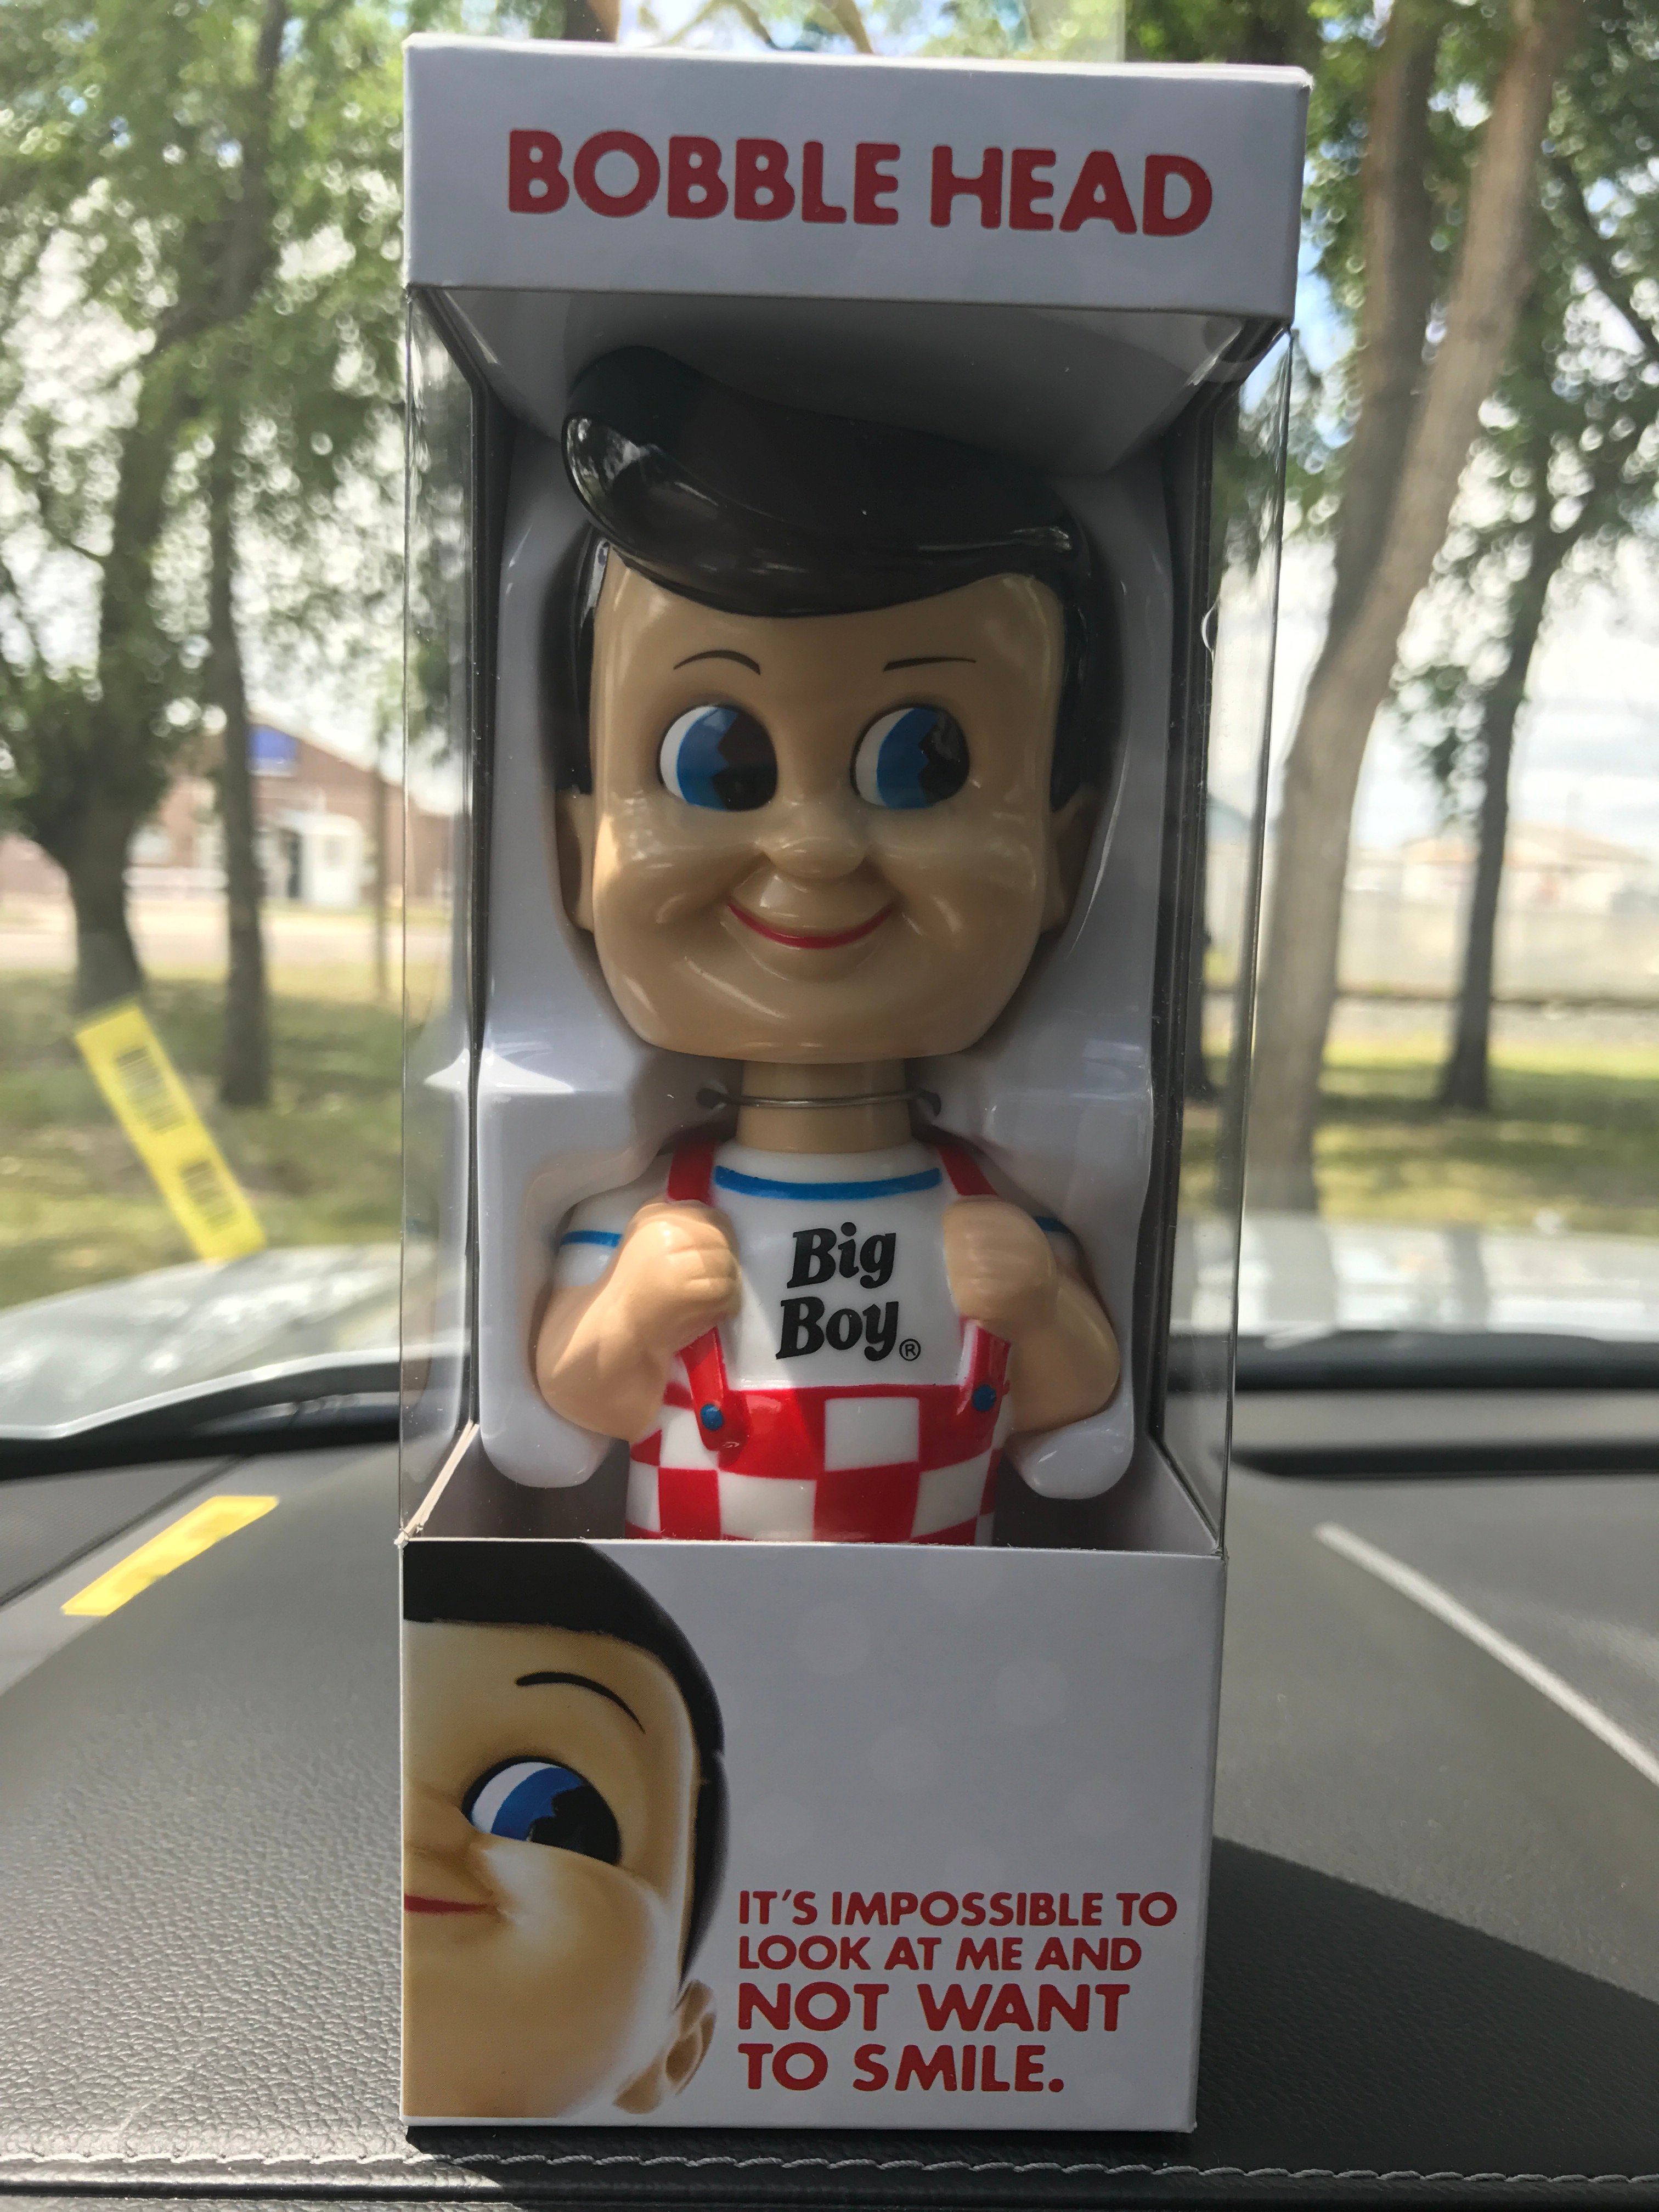 BOBBLE HEAD
Big
Boy®
IT'S IMPOSSIBLE TO
LOOK AT ME AND
NOT WANT
TO SMILE.